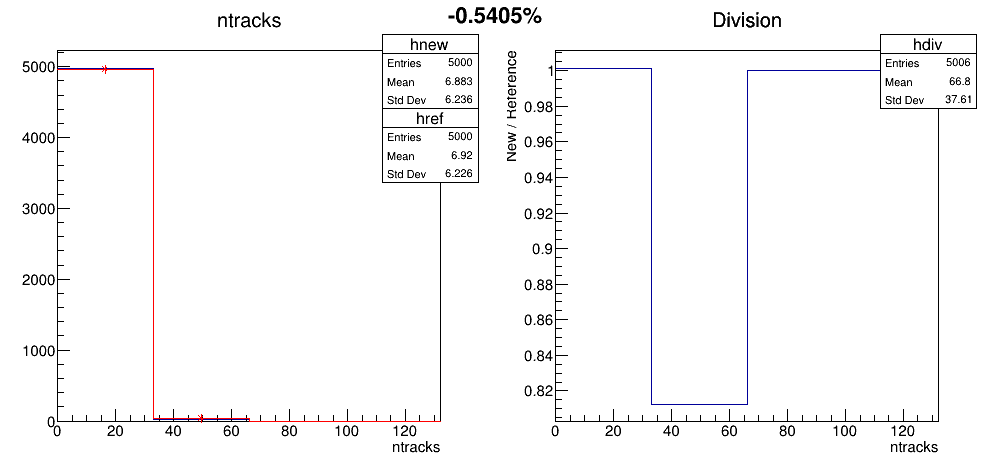 -0.5405%
ntracks
hnew
Entries 5000
Mean 6.883
Std Dev 6.236
href
Entries 5000
Mean 6.92
Std Dev 6.226
5000
4000
3000
2000
1000
0
0 20 40 60 80 100 120
ntracks
Division
hdiv
Entries 5006
Mean 66.8
Std Dev 37.61
New / Reference
1
0.98
0.96
0.94
0.92
0.9
0.88
0.86
0.84
0.82
0 20 40 60 80 100 120
ntracks